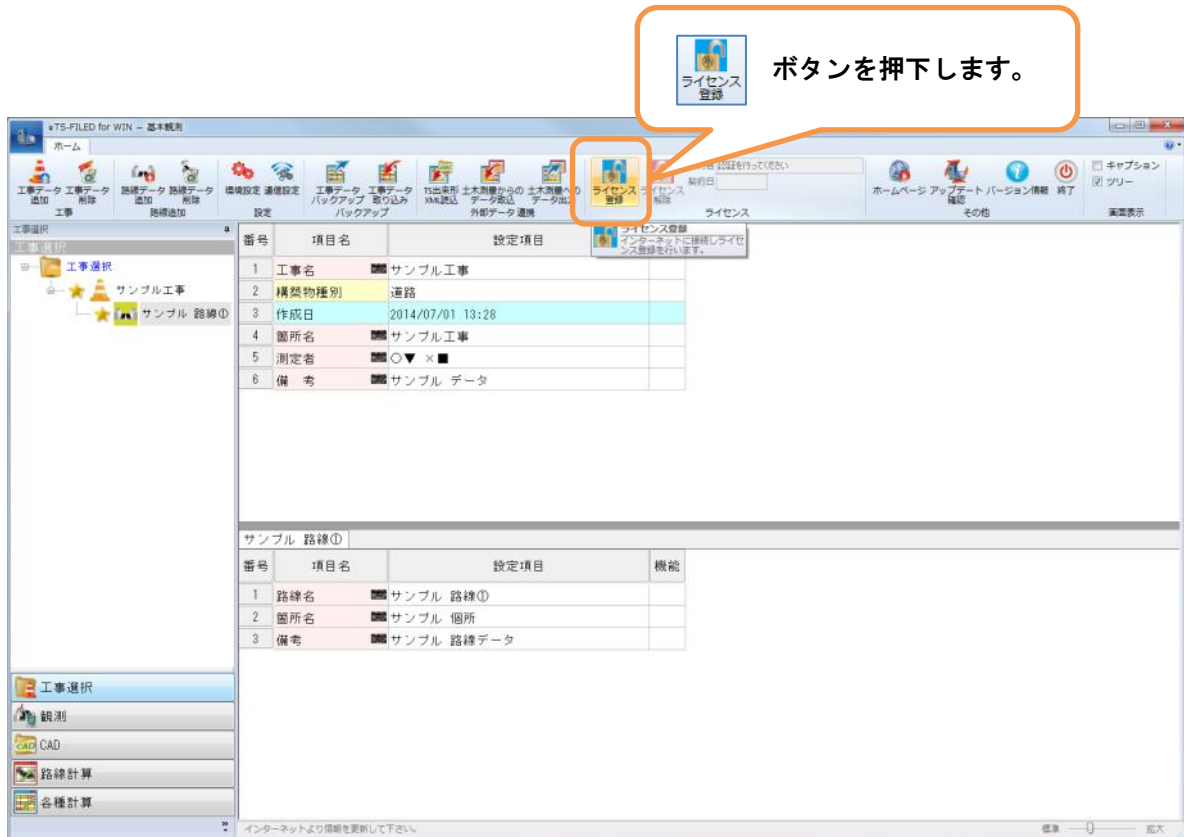 ライセンス
登録
ボタンを押下します。
eTS-FILED for WIN - 基本観測
ホーム
工事データ 追加
工事データ 削除
工事
路線データ 追加
路線データ 削除
路線追加
環境設定
通信設定
設定
工事データ バックアップ
工事データ 取り込み
バックアップ
TS出来形 XML読込
土木測量からの データ取込
土木測量への データ出力
外部データ連携
ライセンス 登録
ライセンス 解除
認証を行ってください
契約日
ライセンス
ホームページ
アップデート 確認
バージョン情報
終了
その他
キャプション
ツリー
画面表示
ライセンス登録
インターネットに接続しライセ
ンス登録を行います。
工事選択
工事選択
工事選択
サンプル工事
サンプル 路線①
番号 項目名 設定項目
1 工事名 サンプル工事
2 構築物種別 道路
3 作成日 2014/07/01 13:28
4 箇所名 サンプル工事
5 測定者 ○▼ ×■
6 備 考 サンプル データ
サンプル 路線①
番号 項目名 設定項目 機能
1 路線名 サンプル 路線①
2 箇所名 サンプル 個所
3 備考 サンプル 路線データ
工事選択
観測
CAD
路線計算
各種計算
インターネットより情報を更新して下さい。
標準 拡大